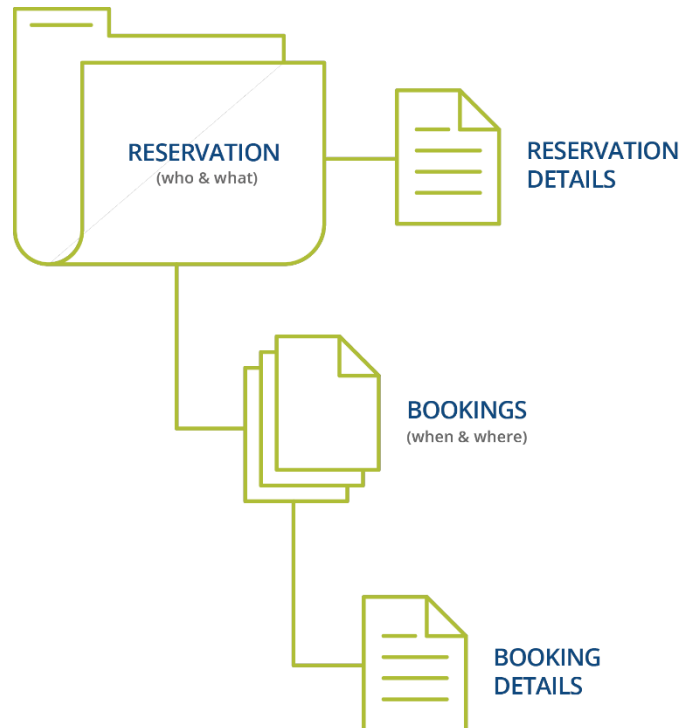 RESERVATION
(who & what)
RESERVATION
DETAILS
BOOKINGS
(when & where)
BOOKING
DETAILS